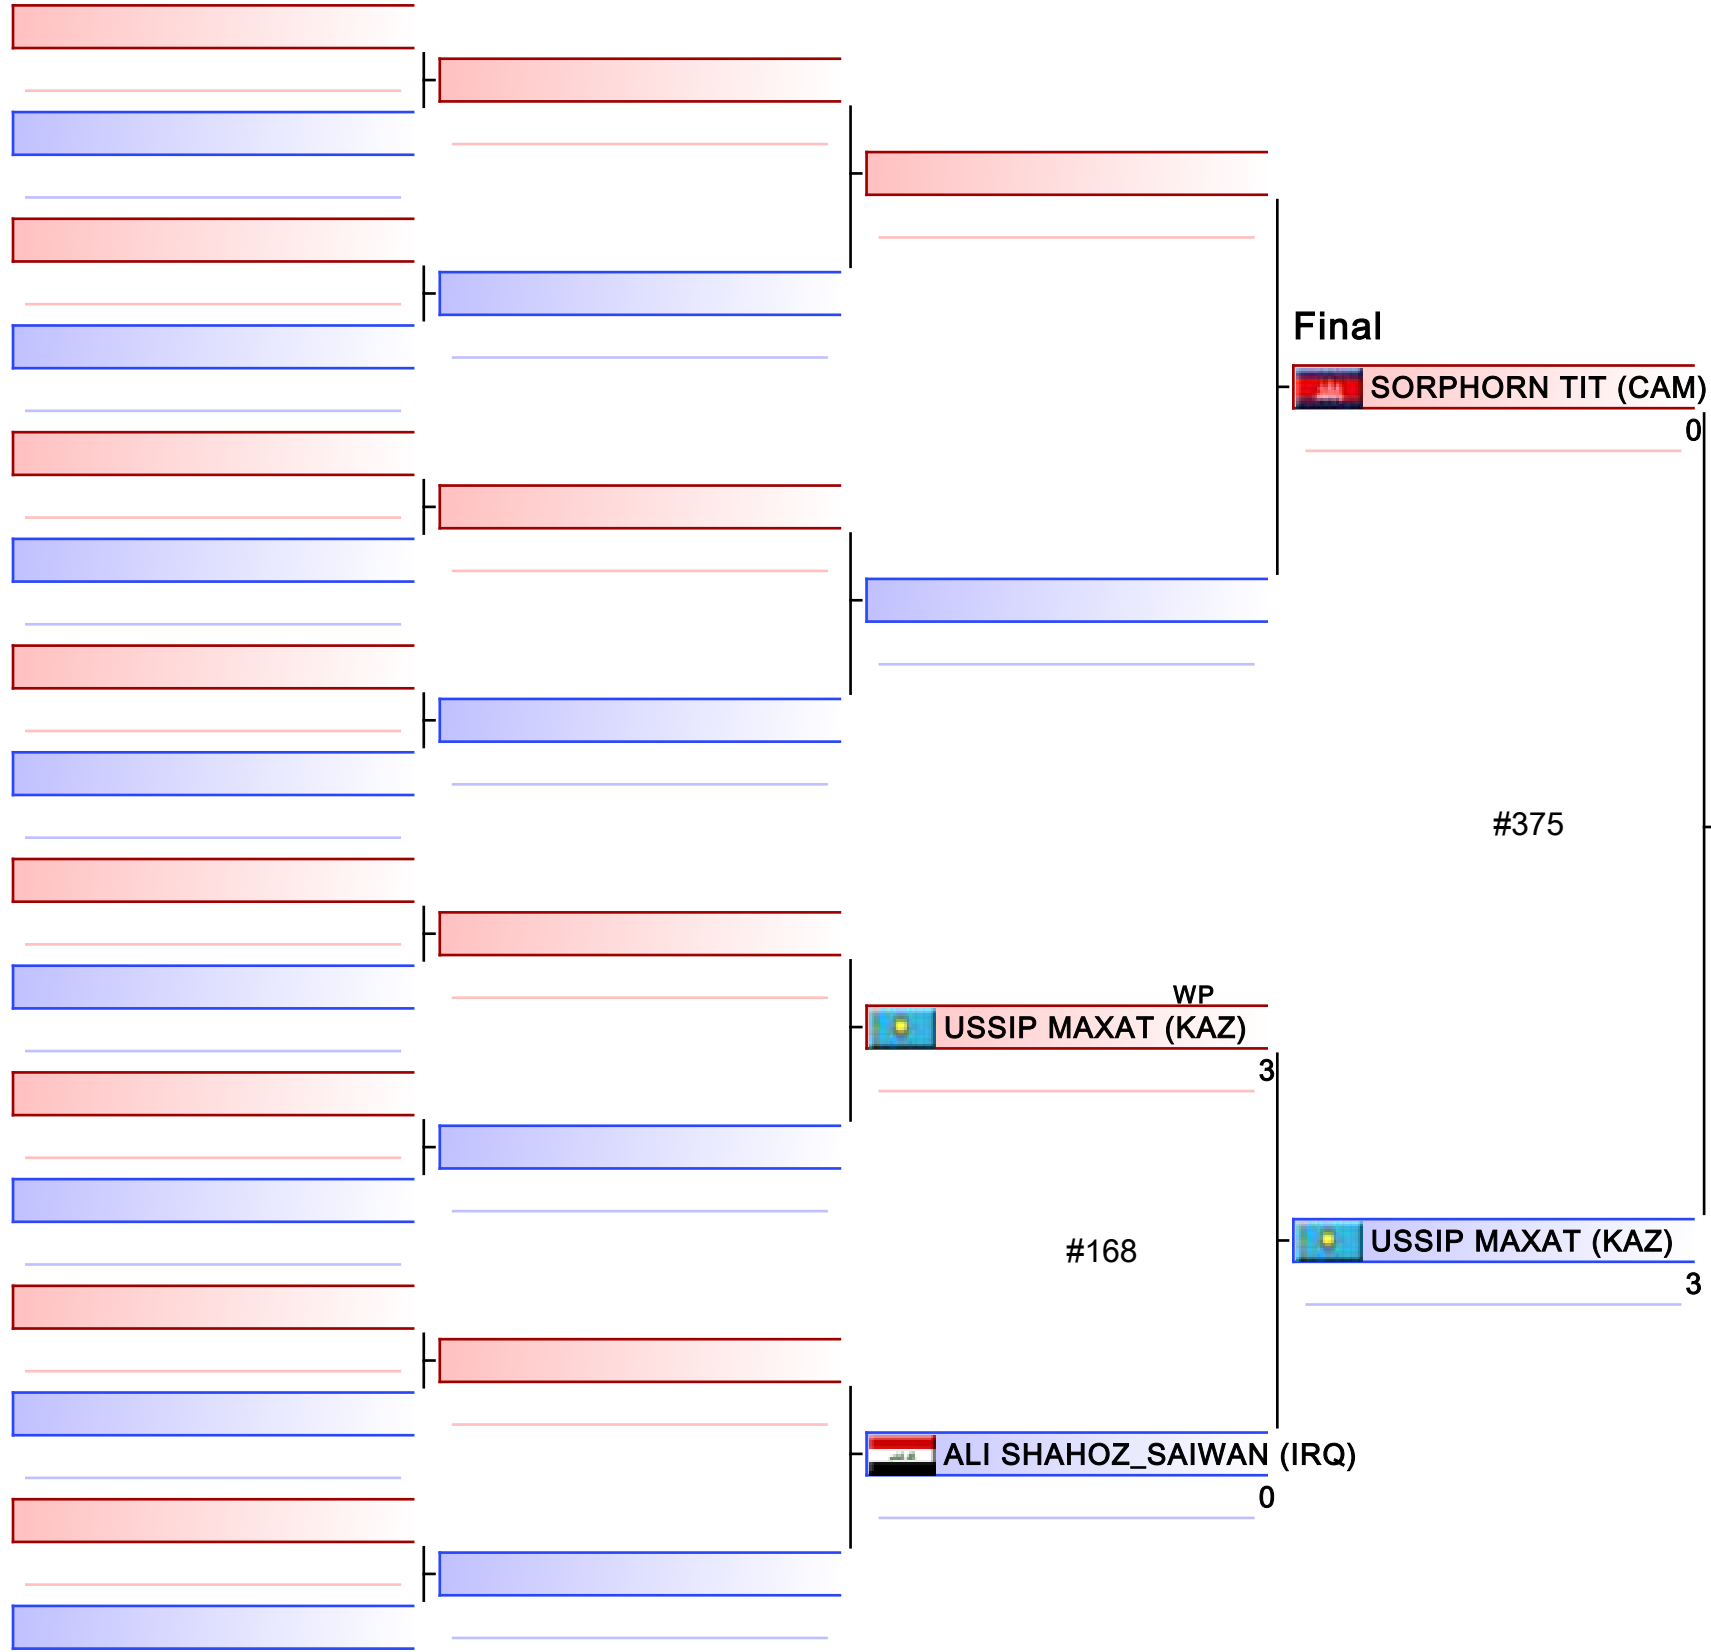 Final
SORPHORN TIT (CAM)
0
#375
WP
USSIP MAXAT (KAZ)
3
#168
USSIP MAXAT (KAZ)
3
ALI SHAHOZ_SAIWAN (IRQ)
0